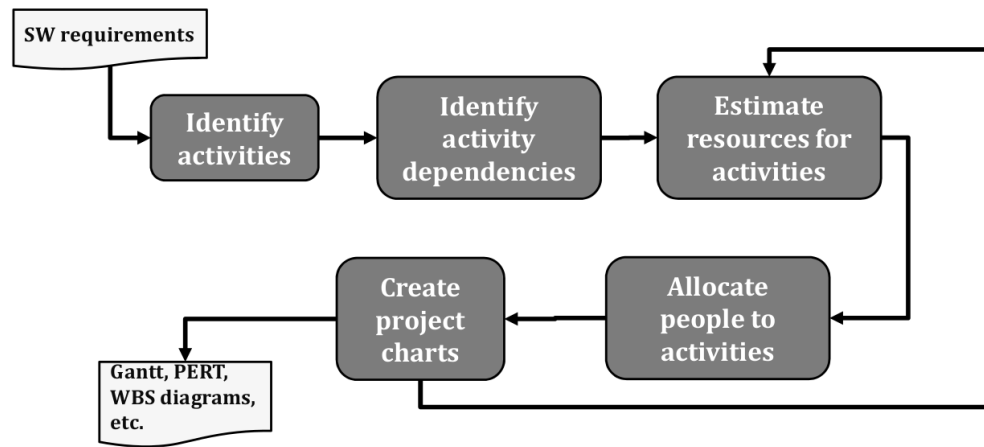 SW requirements
Identify
activities
Identify
activity
dependencies
Estimate
resources for
activities
Create
project
charts
Allocate
people to
activities
Gantt, PERT,
WBS diagrams,
etc.